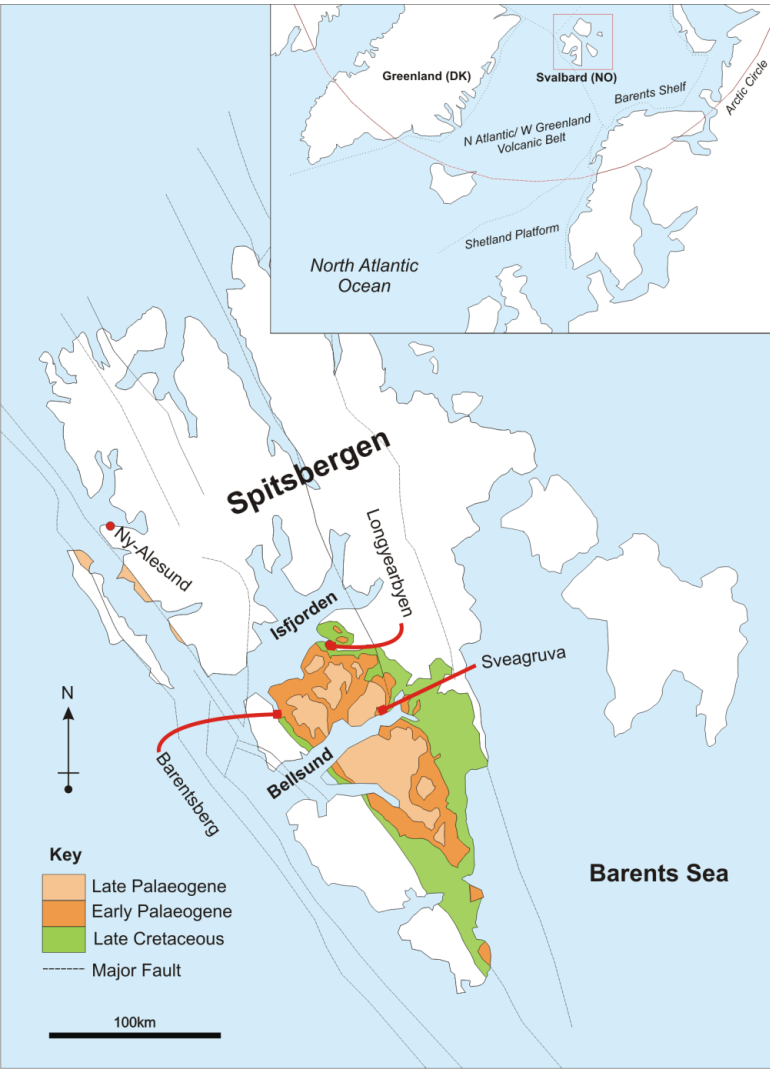 Greenland (DK)
Svalbard (NO)
Barents Shelf
Arctic Circle
N Atlantic/ W Greenland
Volcanic Belt
Shetland Platform
North Atlantic
Ocean
Spitsbergen
Ny-Alesund
Longyearbyen
Isfjorden
Sveagruva
N
Barentsberg
Bellsund
Barents Sea
Key
Late Palaeogene
Early Palaeogene
Late Cretaceous
Major Fault
100km